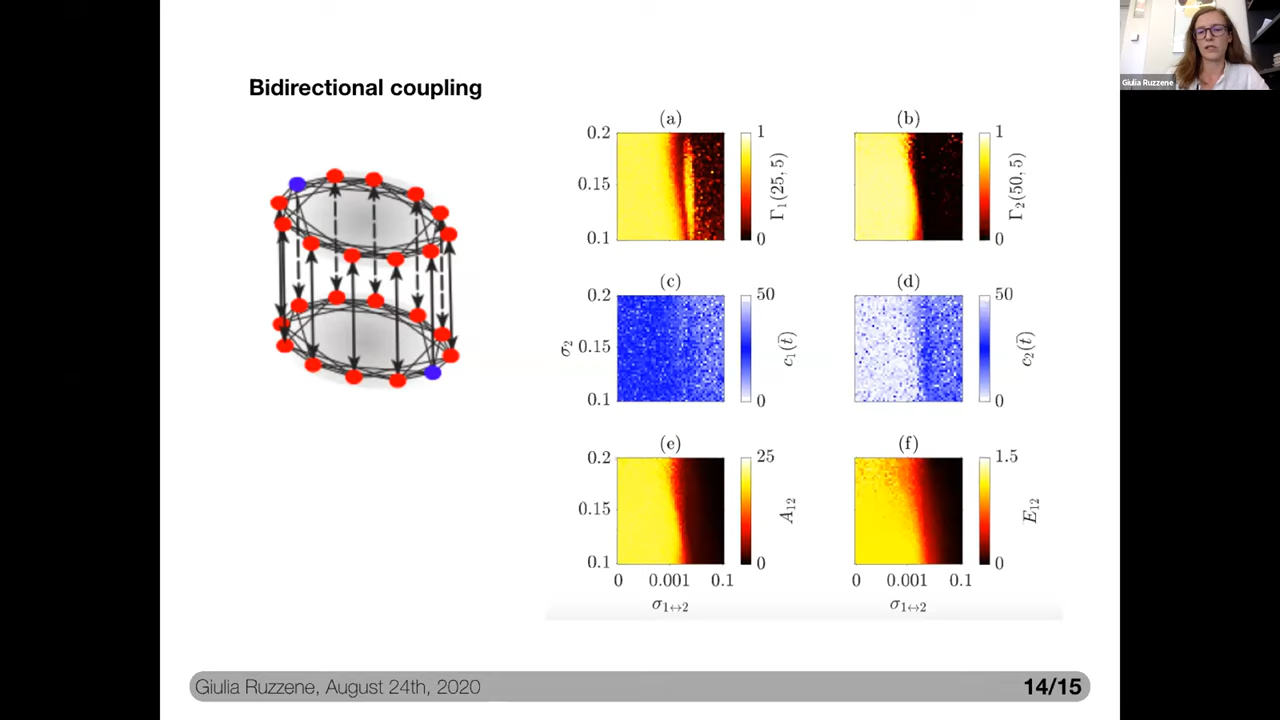 Giulia Ruzzene
Bidirectional coupling
(a)
(b)
0.2
0.15
0.1
1
0
Γ₁(25, 5)
1
0
Γ₂(50, 5)
(c)
(d)
0.2
σ₂ 0.15
0.1
50
0
c₁(t̄)
50
0
c₂(t̄)
(e)
(f)
0.2
0.15
0.1
25
0
A₁₂
1.5
0
E₁₂
0 0.001 0.1
0 0.001 0.1
σ₁↔₂
σ₁↔₂
Giulia Ruzzene, August 24th, 2020
14/15